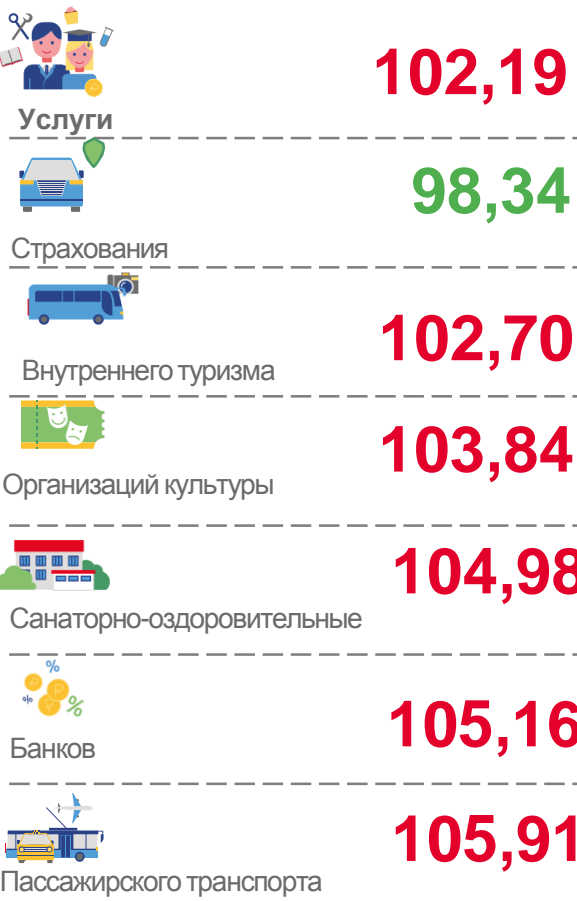 102,19
Услуги
98,34
Страхования
102,70
Внутреннего туризма
103,84
Организаций культуры
104,98
Санаторно-оздоровительные
%
%
%
105,16
Банков
105,91
Пассажирского транспорта